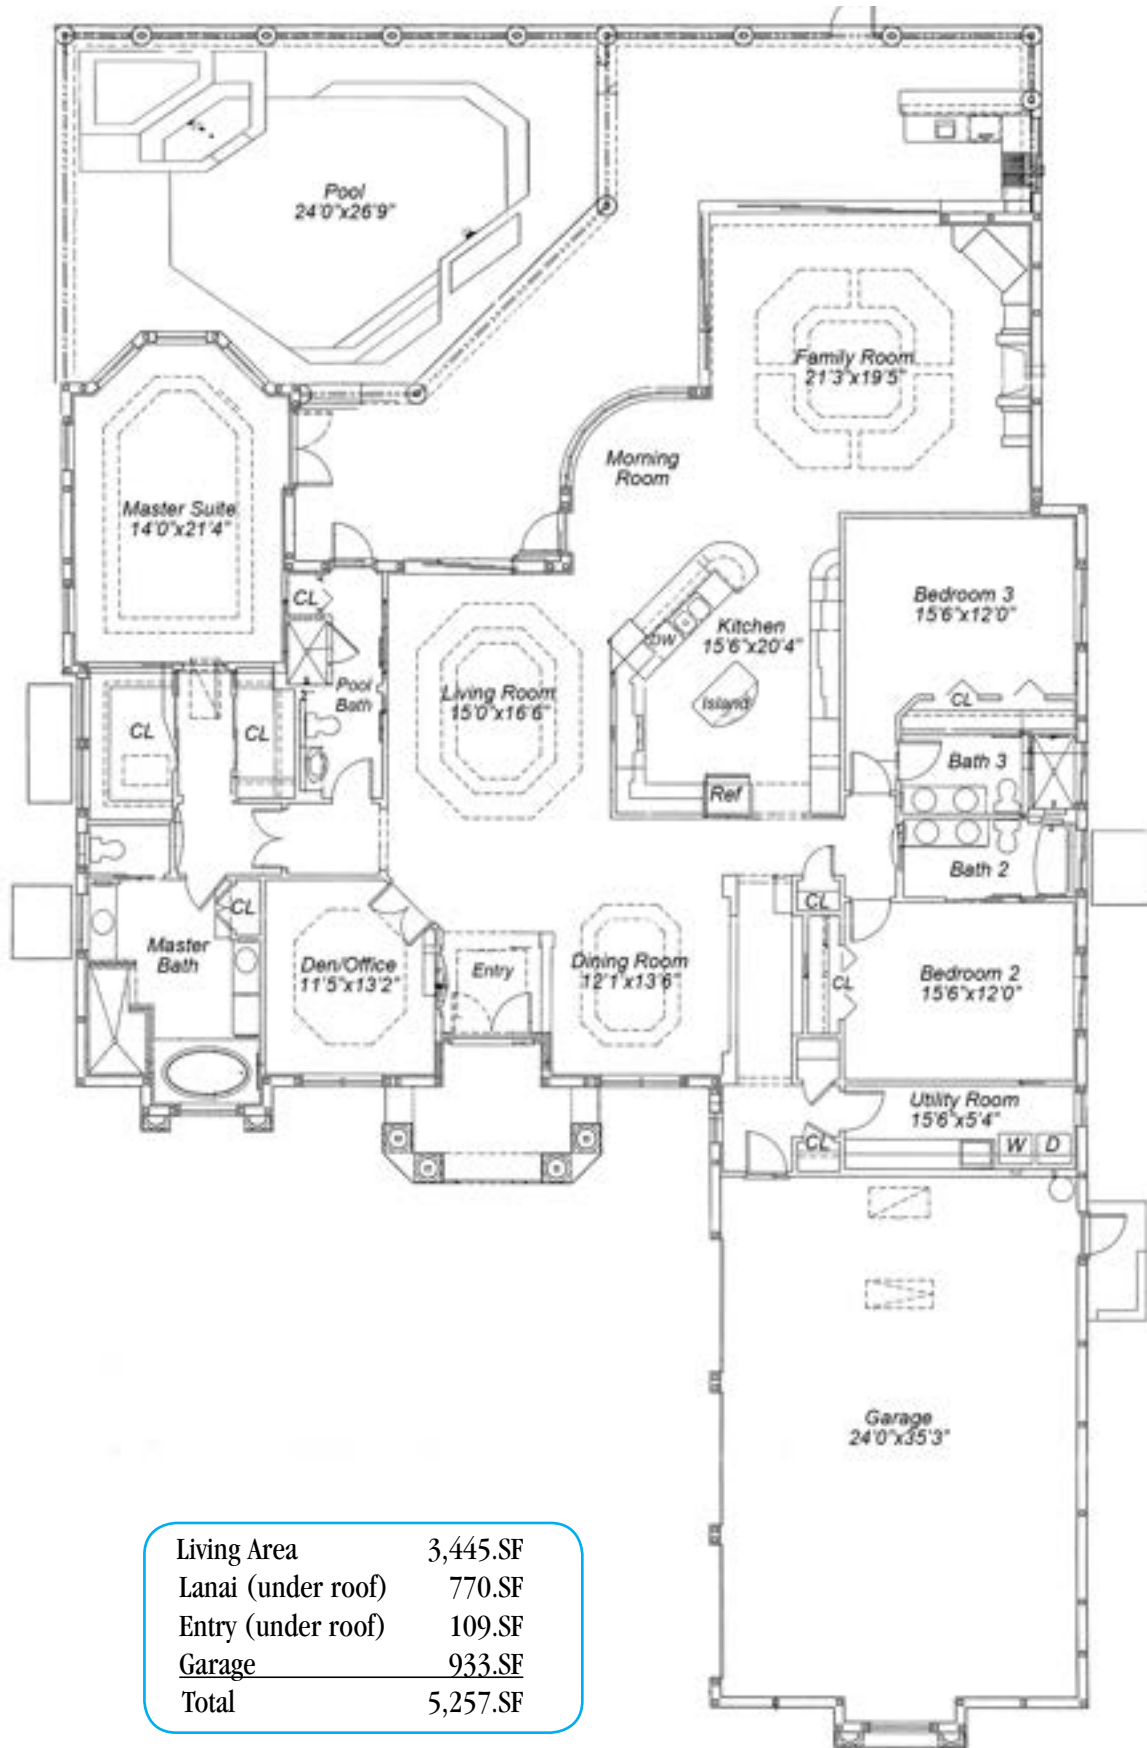 Pool
24'0"x26'9"
Family Room
21'3"x19'5"
Morning
Room
Master Suite
14'0"x21'4"
CL
Bedroom 3
15'6"x12'0"
Kitchen
15'6"x20'4"
DW
Pool
Bath
Living Room
15'0"x16'6"
Island
CL
CL
CL
Bath 3
Ref
Bath 2
CL
CL
Master
Bath
Den/Office
11'5"x13'2"
Entry
Dining Room
12'1"x13'6"
CL
Bedroom 2
15'6"x12'0"
Utility Room
15'6"x5'4"
CL
W
D
Garage
24'0"x35'3"
Living Area 3,445.SF
Lanai (under roof) 770.SF
Entry (under roof) 109.SF
Garage 933.SF
Total 5,257.SF